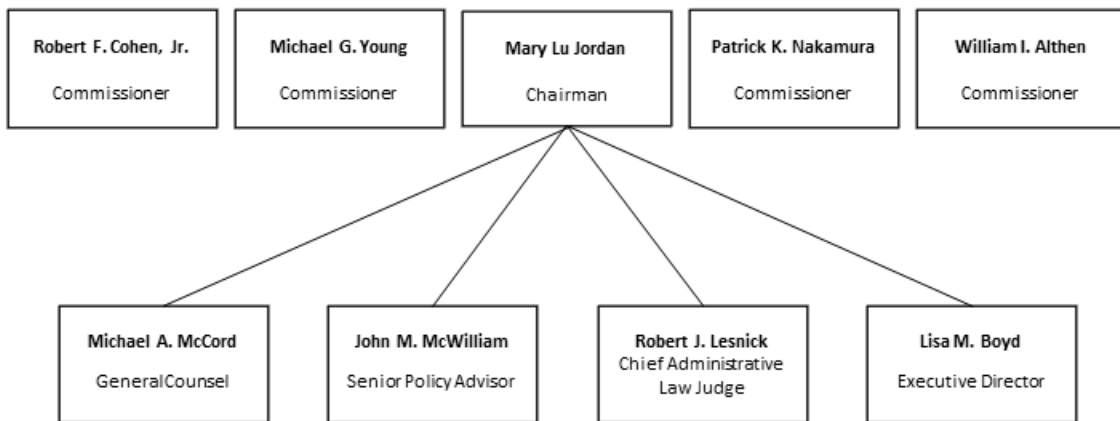 Robert F. Cohen, Jr.
Commissioner
Michael G. Young
Commissioner
Mary Lu Jordan
Chairman
Patrick K. Nakamura
Commissioner
William I. Althen
Commissioner
Michael A. McCord
GeneralCounsel
John M. McWilliam
Senior Policy Advisor
Robert J. Lesnick
Chief Administrative
Law Judge
Lisa M. Boyd
Executive Director